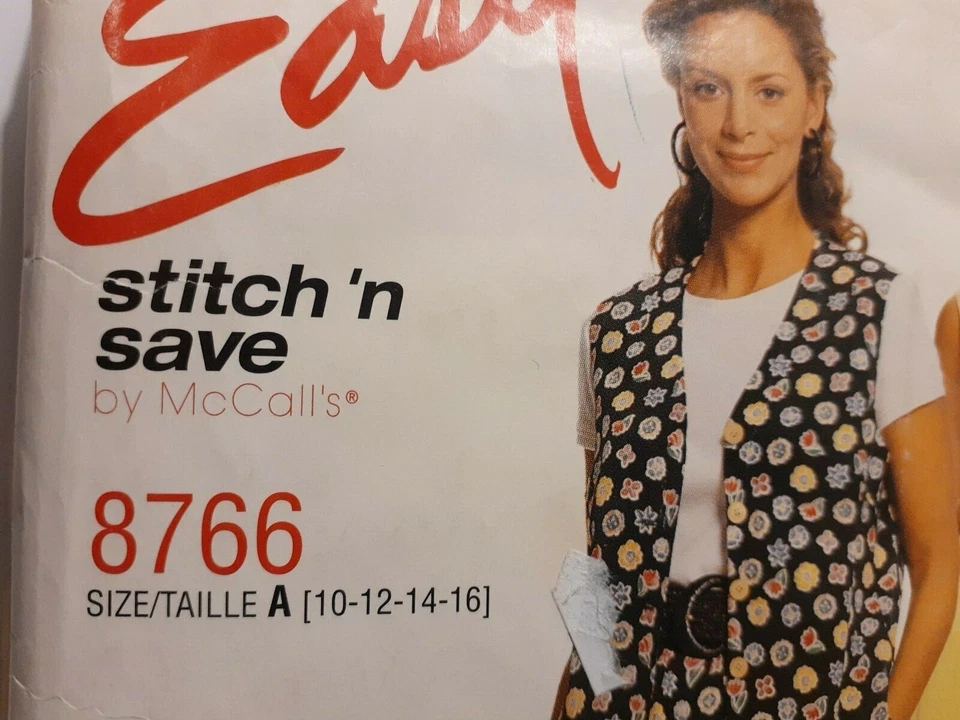 Easy
stitch 'n
save
by McCall's®
8766
SIZE/TAILLE A [10-12-14-16]